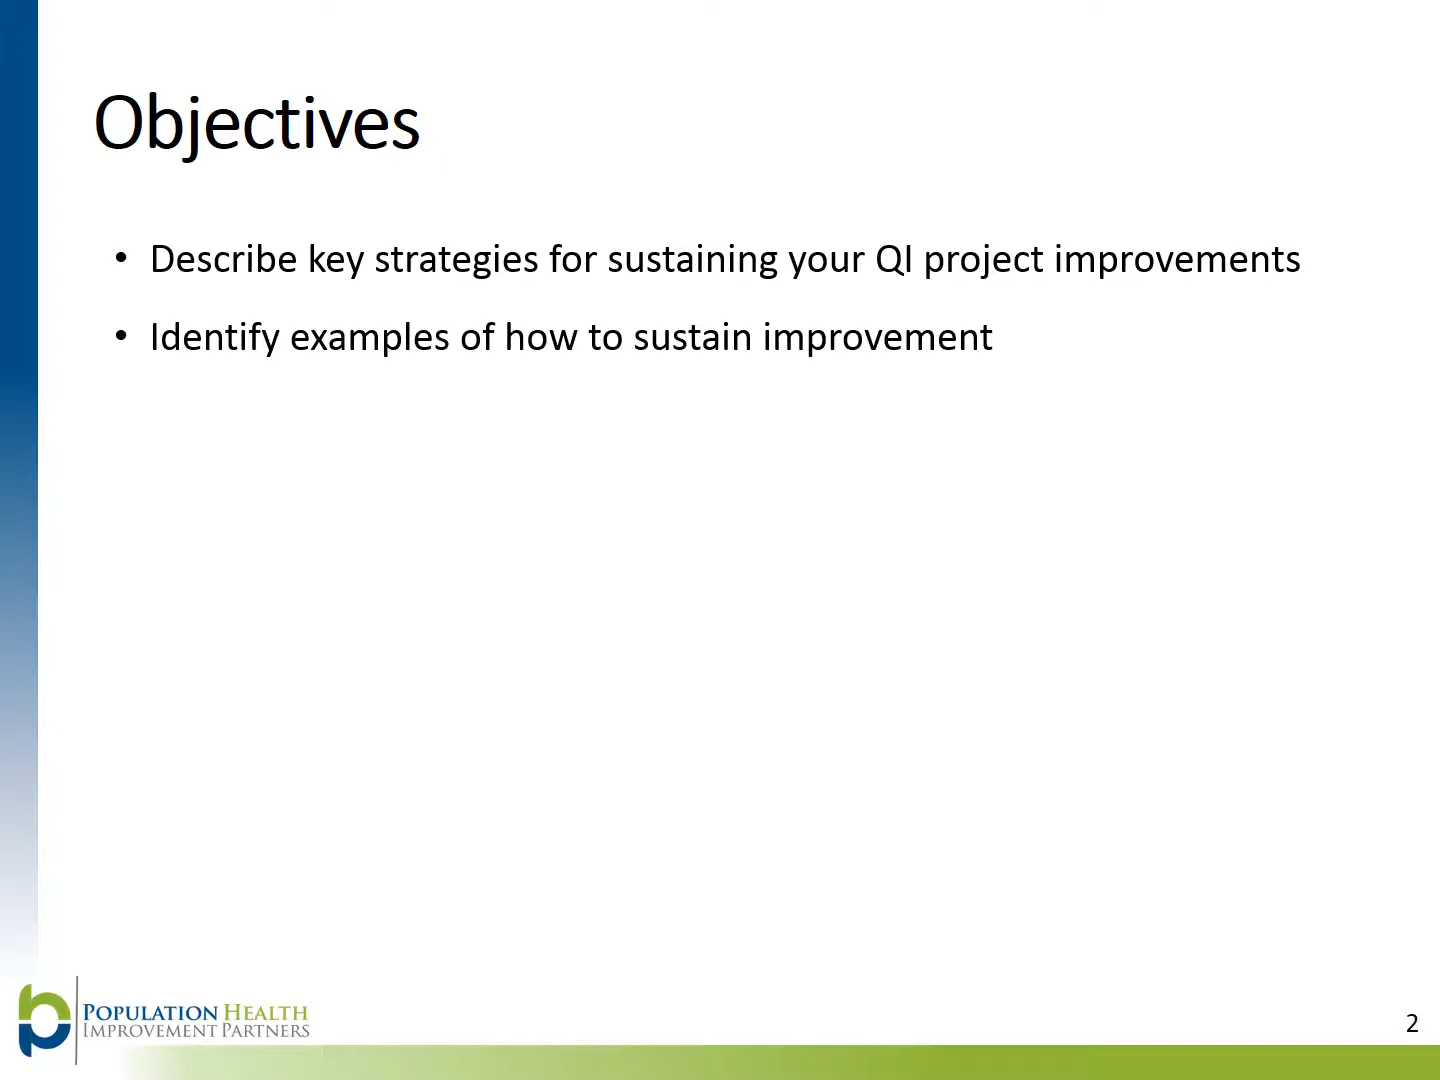 Objectives
• Describe key strategies for sustaining your QI project improvements
• Identify examples of how to sustain improvement
POPULATION HEALTH
IMPROVEMENT PARTNERS
2